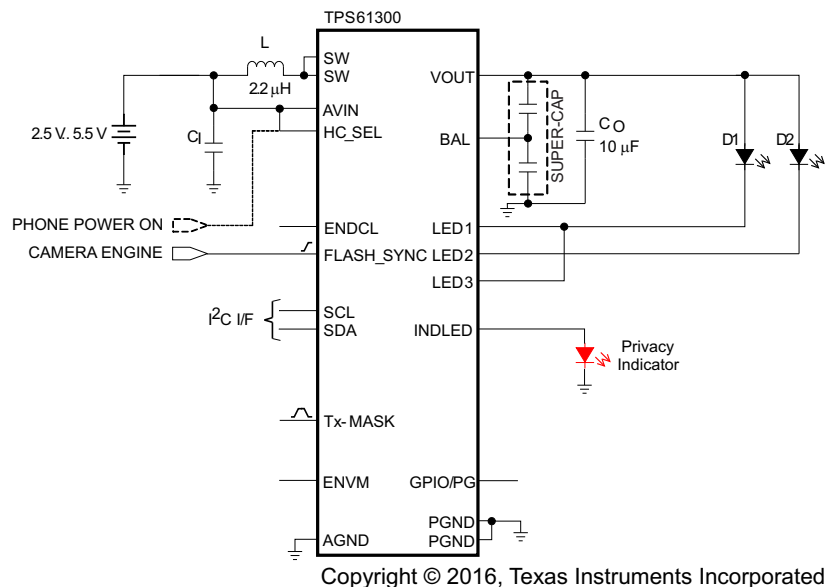 TPS61300
L
SW
SW
2.2 µH
VOUT
AVIN
2.5 V.. 5.5 V
CI
HC_SEL
BAL
SUPER-CAP
CO
10 µF
D1
D2
PHONE POWER ON
ENDCL
LED1
CAMERA ENGINE
FLASH_SYNC
LED2
LED3
I2C I/F
SCL
SDA
INDLED
Privacy
Indicator
Tx-MASK
ENVM
GPIO/PG
PGND
AGND
PGND
Copyright © 2016, Texas Instruments Incorporated